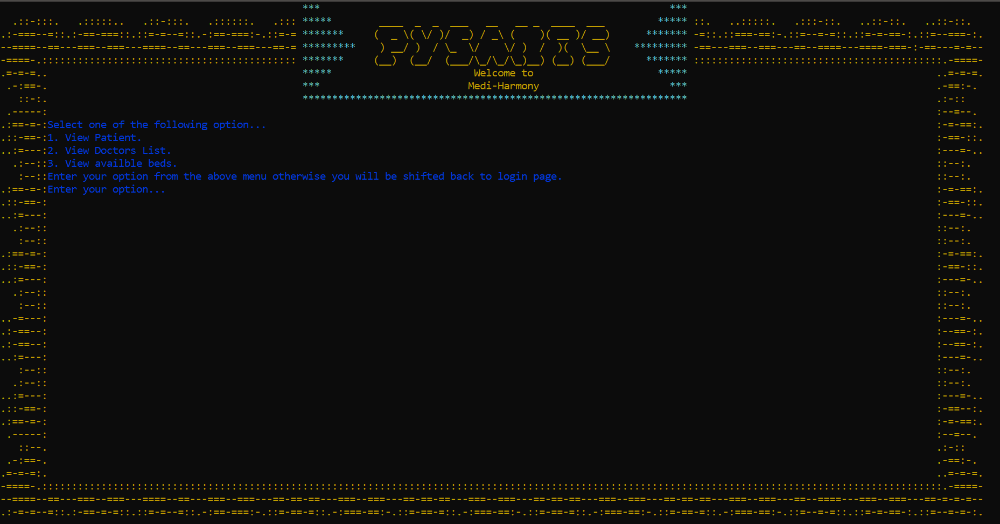 Welcome to
Medi-Harmony
Select one of the following option...
1. View Patient.
2. View Doctors List.
3. View availble beds.
Enter your option from the above menu otherwise you will be shifted back to login page.
Enter your option...